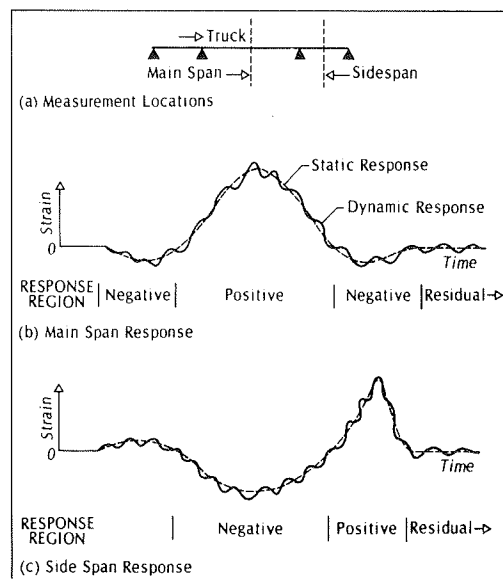 Truck
Main Span
Sidespan
(a) Measurement Locations
Strain
0
Static Response
Dynamic Response
Time
RESPONSE REGION
Negative
Positive
Negative
Residual
(b) Main Span Response
Strain
0
Time
RESPONSE REGION
Negative
Positive
Residual
(c) Side Span Response